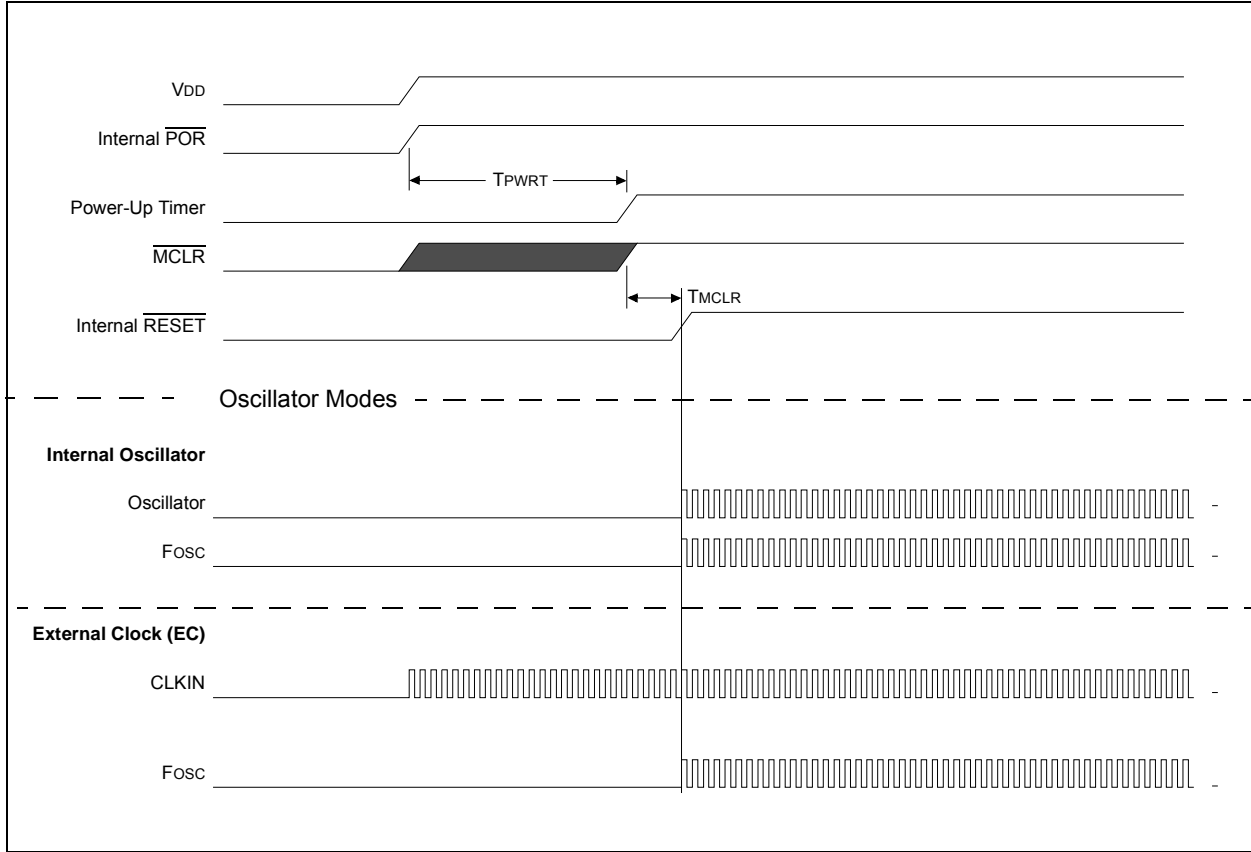 VDD
Internal POR
TPWRT
Power-Up Timer
MCLR
TMCLR
Internal RESET
Oscillator Modes
Internal Oscillator
Oscillator
FOSC
External Clock (EC)
CLKIN
FOSC